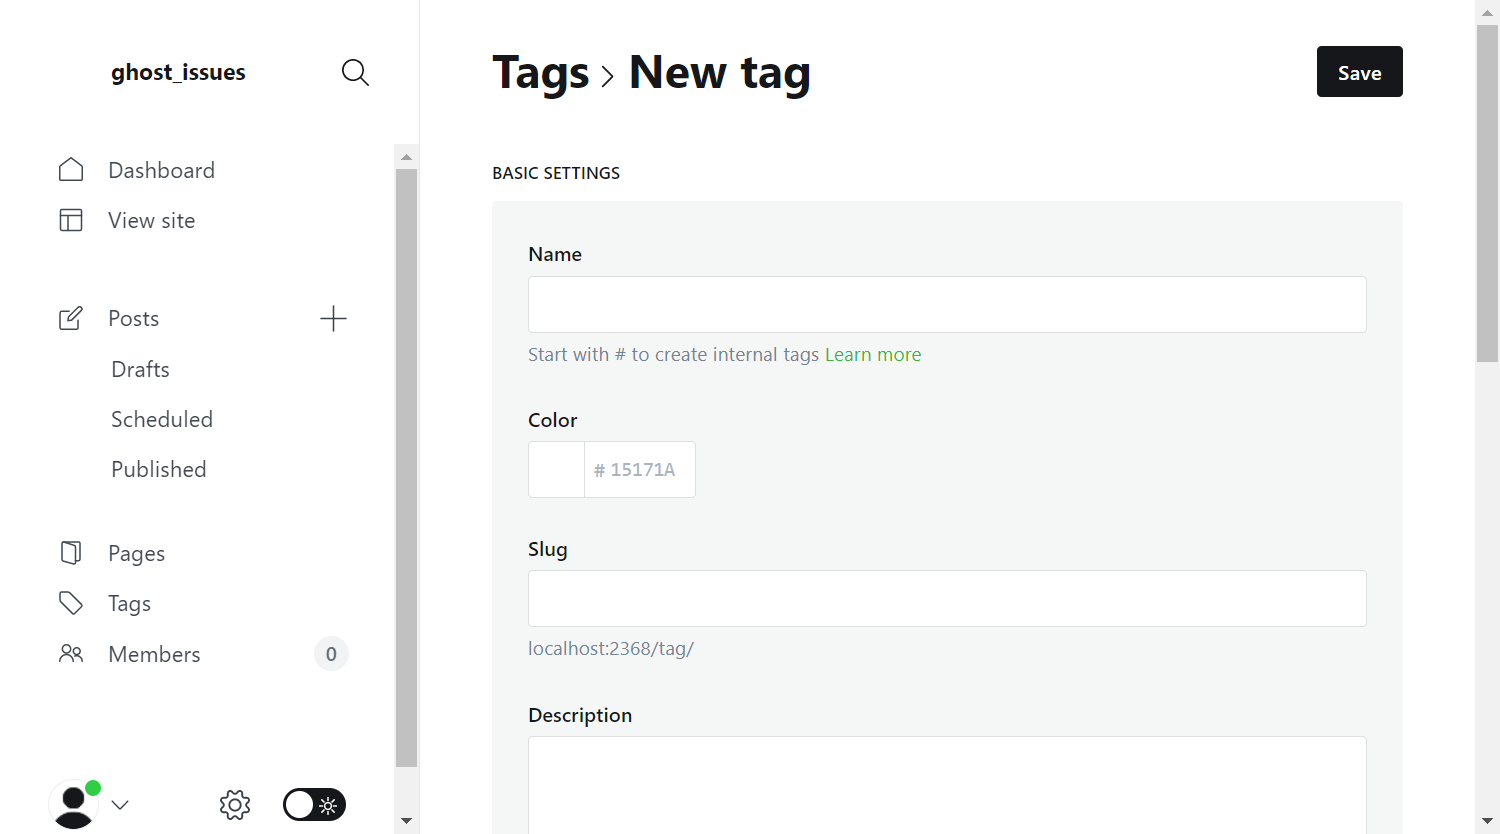 ghost_issues
Dashboard
View site
Posts
Drafts
Scheduled
Published
Pages
Tags
Members 0
Tags > New tag
Save
BASIC SETTINGS
Name
Start with # to create internal tags Learn more
Color
# 15171A
Slug
localhost:2368/tag/
Description